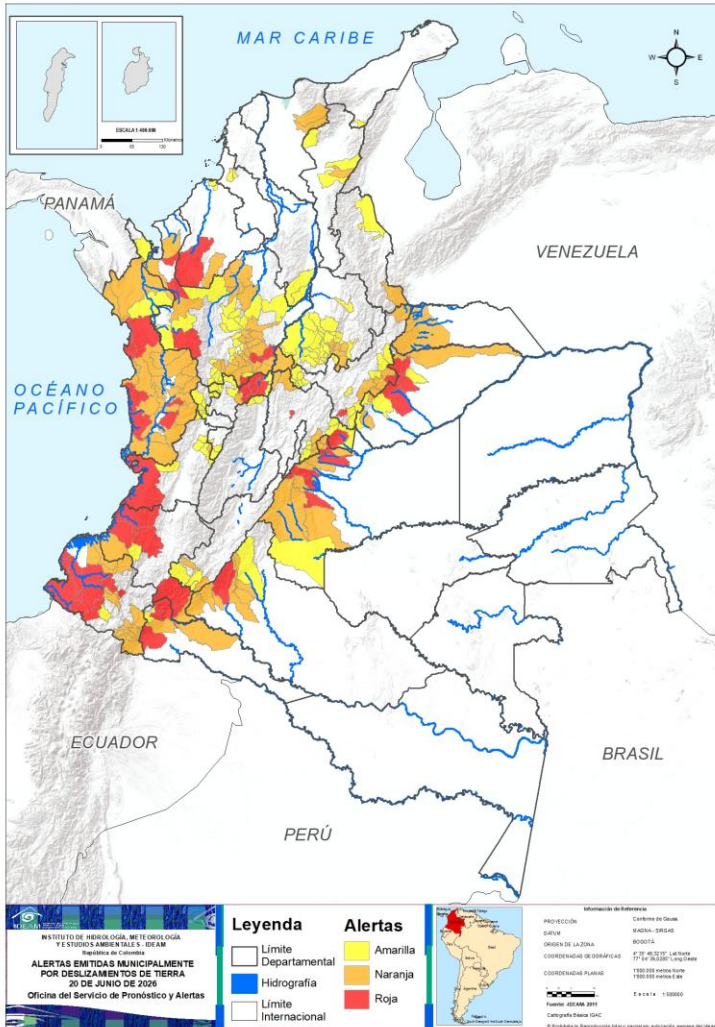 MAR CARIBE
N
W
E
S
ESCALA 1:400.000
PANAMÁ
VENEZUELA
OCÉANO
PACÍFICO
ECUADOR
BRASIL
PERÚ
IDEAM
INSTITUTO DE HIDROLOGÍA, METEOROLOGÍA
Y ESTUDIOS AMBIENTALES - IDEAM
República de Colombia
ALERTAS EMITIDAS MUNICIPALMENTE
POR DESLIZAMIENTOS DE TIERRA
20 DE JUNIO DE 2026
Oficina del Servicio de Pronóstico y Alertas
Leyenda
Límite
Departamental
Hidrografía
Límite
Internacional
Alertas
Amarilla
Naranja
Roja
Información de Referencia
PROYECCIÓN
Conforme de Gauss
DATUM
MAGNA - SIRGAS
ORIGEN DE LA ZONA
BOGOTÁ
COORDENADAS GEOGRÁFICAS
COORDENADAS PLANAS
1'000.000 metros Norte
1'000.000 metros Este
Escala
Cartografía Básica IGAC